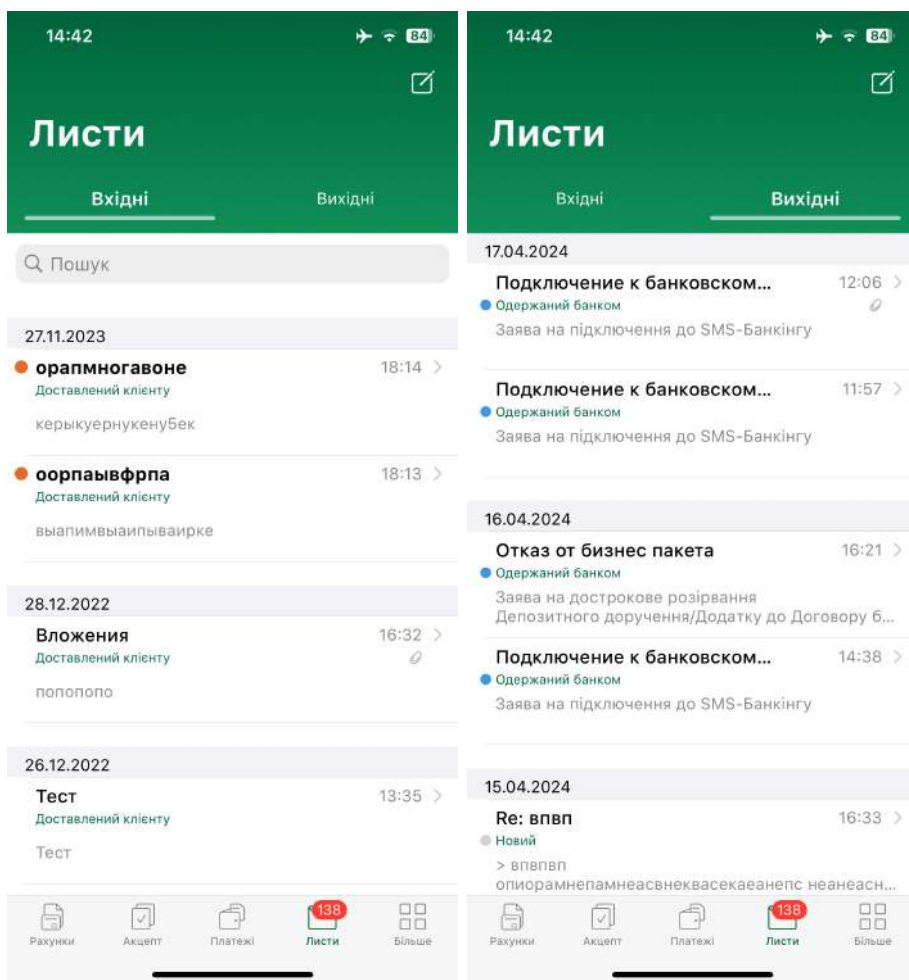 14:42
84
Листи
Вхідні
Вихідні
Пошук
27.11.2023
орапмногавоне
18:14
Доставлений клієнту
керыкуернукену5ек
оорпаывфрпа
18:13
Доставлений клієнту
выапимвыаипываирке
28.12.2022
Вложения
16:32
Доставлений клієнту
попопопо
26.12.2022
Тест
13:35
Доставлений клієнту
Тест
138
Рахунки
Акцепт
Платежі
Листи
Більше
14:42
84
Листи
Вхідні
Вихідні
17.04.2024
Подключение к банковском...
12:06
Одержаний банком
Заява на підключення до SMS-Банкінгу
Подключение к банковском...
11:57
Одержаний банком
Заява на підключення до SMS-Банкінгу
16.04.2024
Отказ от бизнес пакета
16:21
Одержаний банком
Заява на дострокове розірвання
Депозитного доручення/Додатку до Договору б...
Подключение к банковском...
14:38
Одержаний банком
Заява на підключення до SMS-Банкінгу
15.04.2024
Re: впвп
16:33
Новий
> впвпвп
опиорамнепамнеасвнеквасекаеанепс неанеасн...
138
Рахунки
Акцепт
Платежі
Листи
Більше